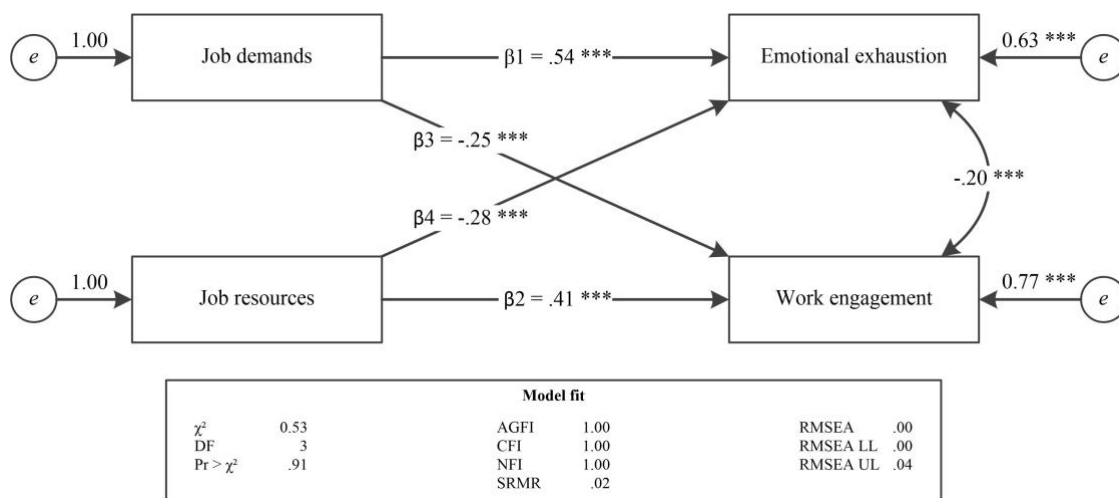 e 1.00 Job demands β1 = .54 *** Emotional exhaustion 0.63 *** e
β3 = -.25 ***
-.20 ***
β4 = -.28 ***
e 1.00 Job resources β2 = .41 *** Work engagement 0.77 *** e
Model fit
χ² 0.53 AGFI 1.00 RMSEA .00
DF 3 CFI 1.00 RMSEA LL .00
Pr > χ² .91 NFI 1.00 RMSEA UL .04
SRMR .02